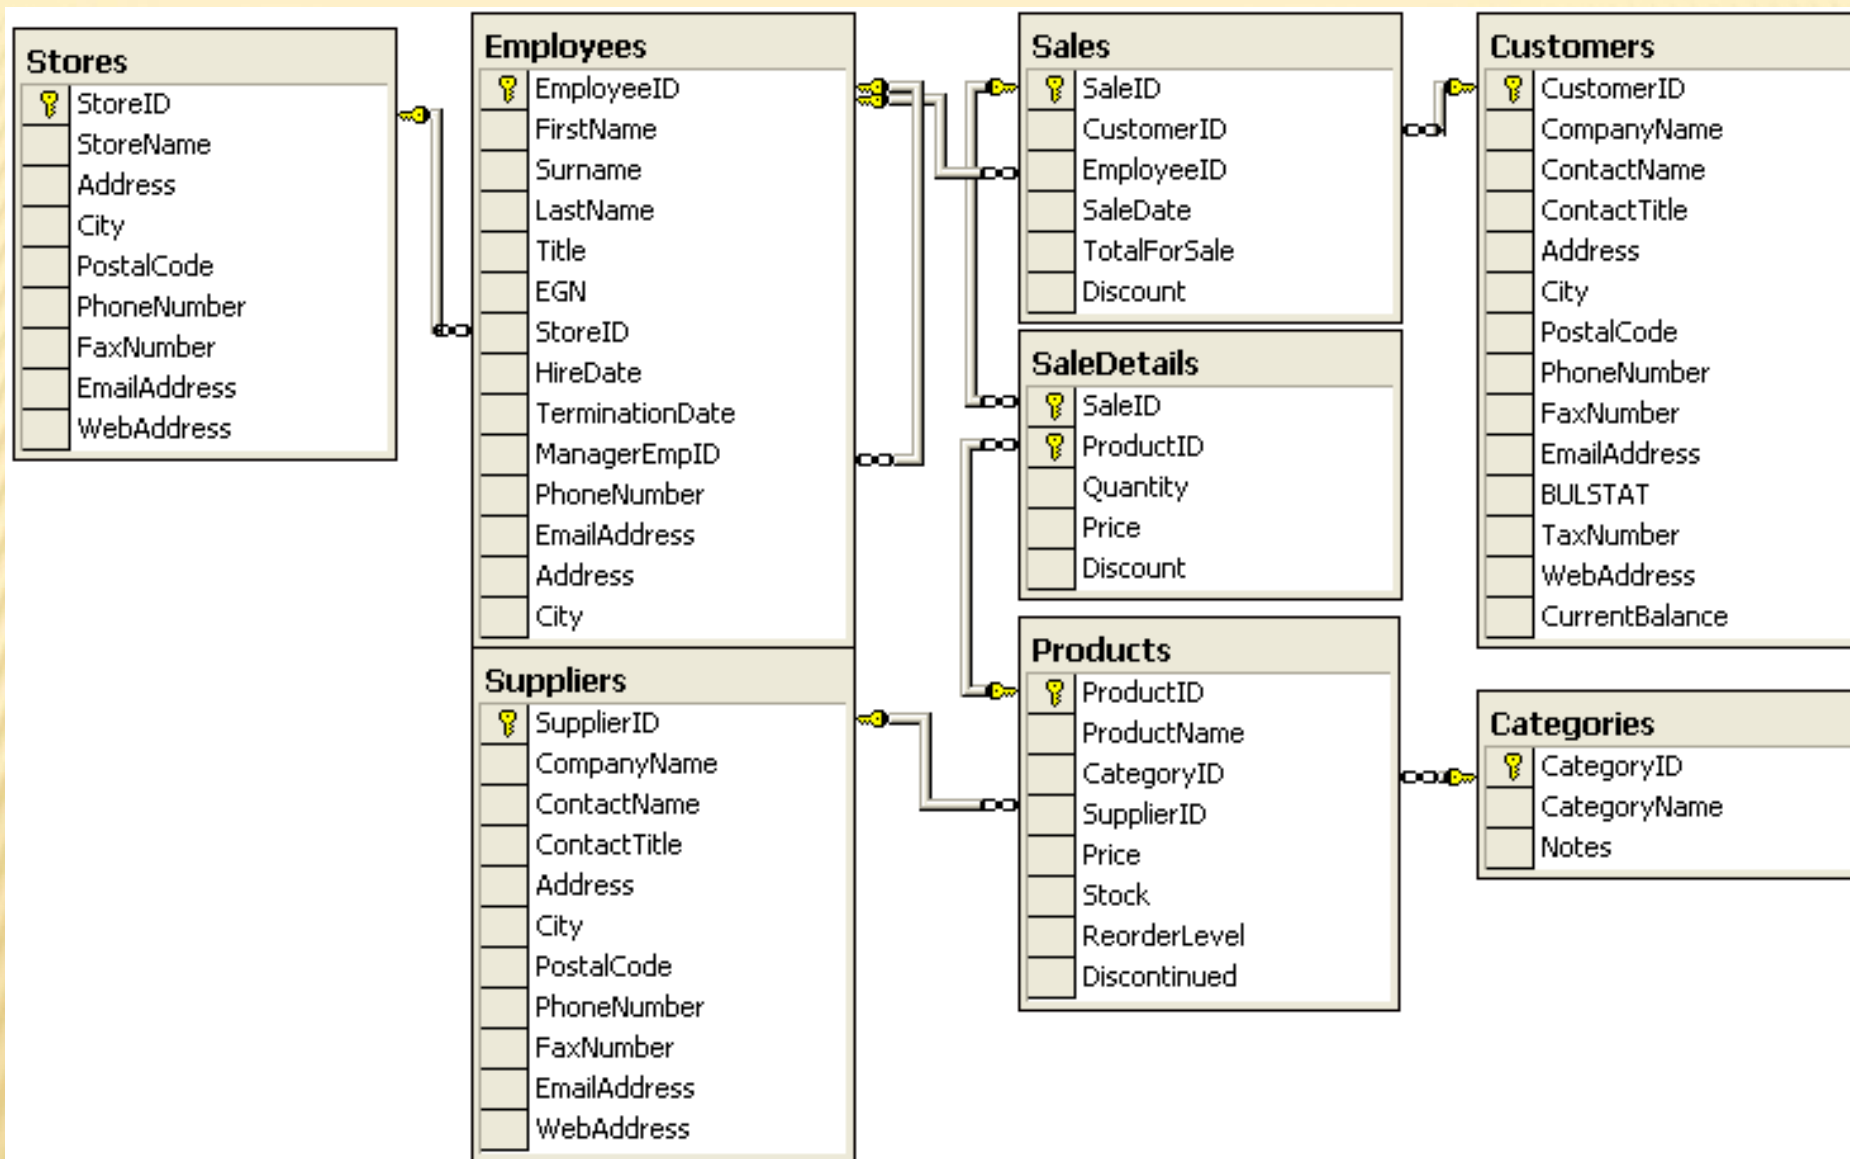 Stores
StoreID
StoreName
Address
City
PostalCode
PhoneNumber
FaxNumber
EmailAddress
WebAddress
Employees
EmployeeID
FirstName
Surname
LastName
Title
EGN
StoreID
HireDate
TerminationDate
ManagerEmpID
PhoneNumber
EmailAddress
Address
City
Suppliers
SupplierID
CompanyName
ContactName
ContactTitle
Address
City
PostalCode
PhoneNumber
FaxNumber
EmailAddress
WebAddress
Sales
SaleID
CustomerID
EmployeeID
SaleDate
TotalForSale
Discount
SaleDetails
SaleID
ProductID
Quantity
Price
Discount
Products
ProductID
ProductName
CategoryID
SupplierID
Price
Stock
ReorderLevel
Discontinued
Customers
CustomerID
CompanyName
ContactName
ContactTitle
Address
City
PostalCode
PhoneNumber
FaxNumber
EmailAddress
BULSTAT
TaxNumber
WebAddress
CurrentBalance
Categories
CategoryID
CategoryName
Notes